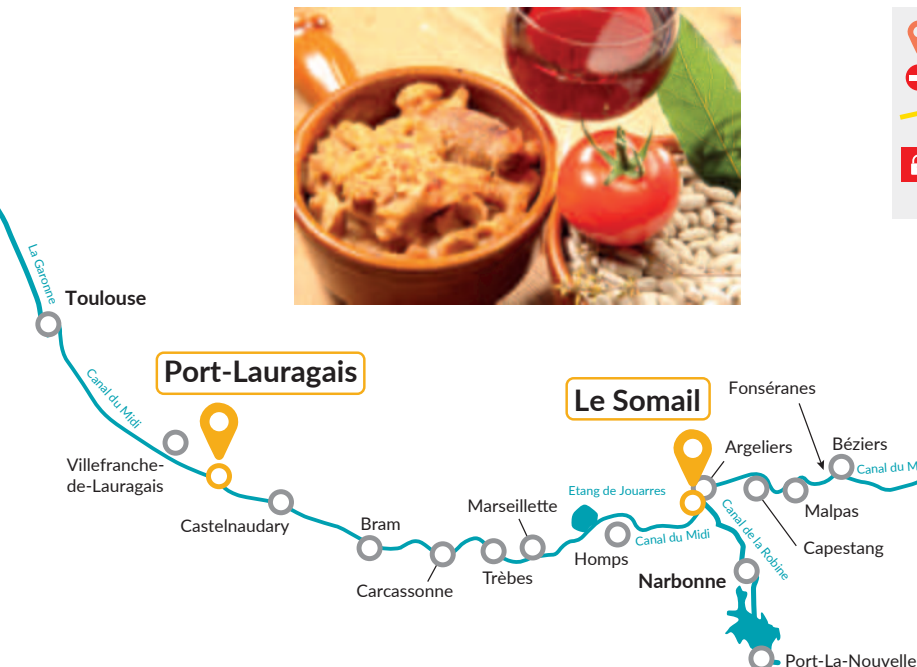 La Garonne
Toulouse
Canal du Midi
Port-Lauragais
Villefranche-
de-Lauragais
Castelnaudary
Bram
Carcassonne
Trèbes
Marseillette
Etang de Jouarres
Homps
Canal du Midi
Le Somail
Argeliers
Fonséranes
Béziers
Canal du M
Malpas
Capestang
Canal de la Robine
Narbonne
Port-La-Nouvelle